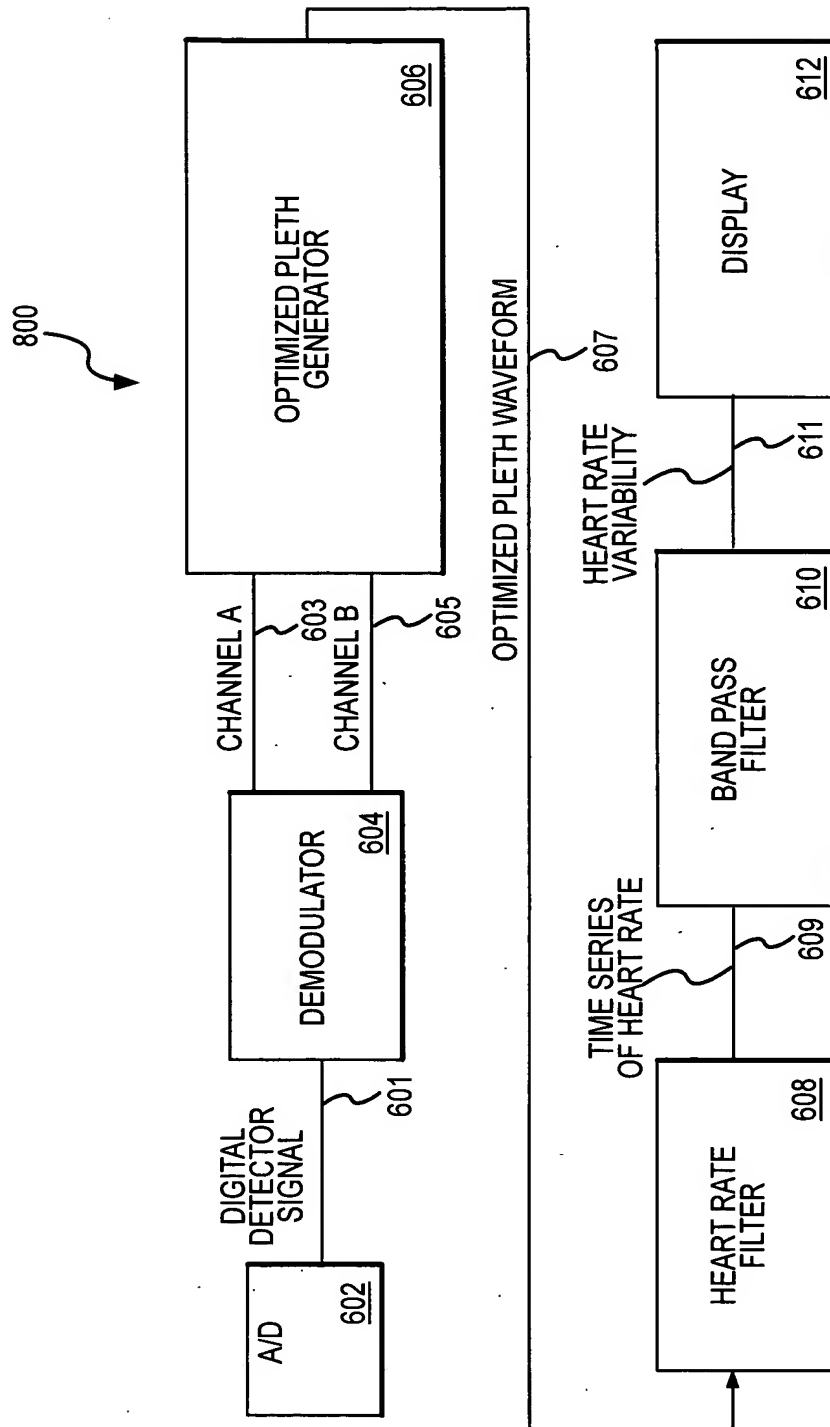 800
A/D
602
DIGITAL
DETECTOR
SIGNAL
601
DEMODULATOR
604
CHANNEL A
603
CHANNEL B
605
OPTIMIZED PLETH
GENERATOR
606
OPTIMIZED PLETH WAVEFORM
607
HEART RATE
FILTER
608
TIME SERIES
OF HEART RATE
609
BAND PASS
FILTER
610
HEART RATE
VARIABILITY
611
DISPLAY
612